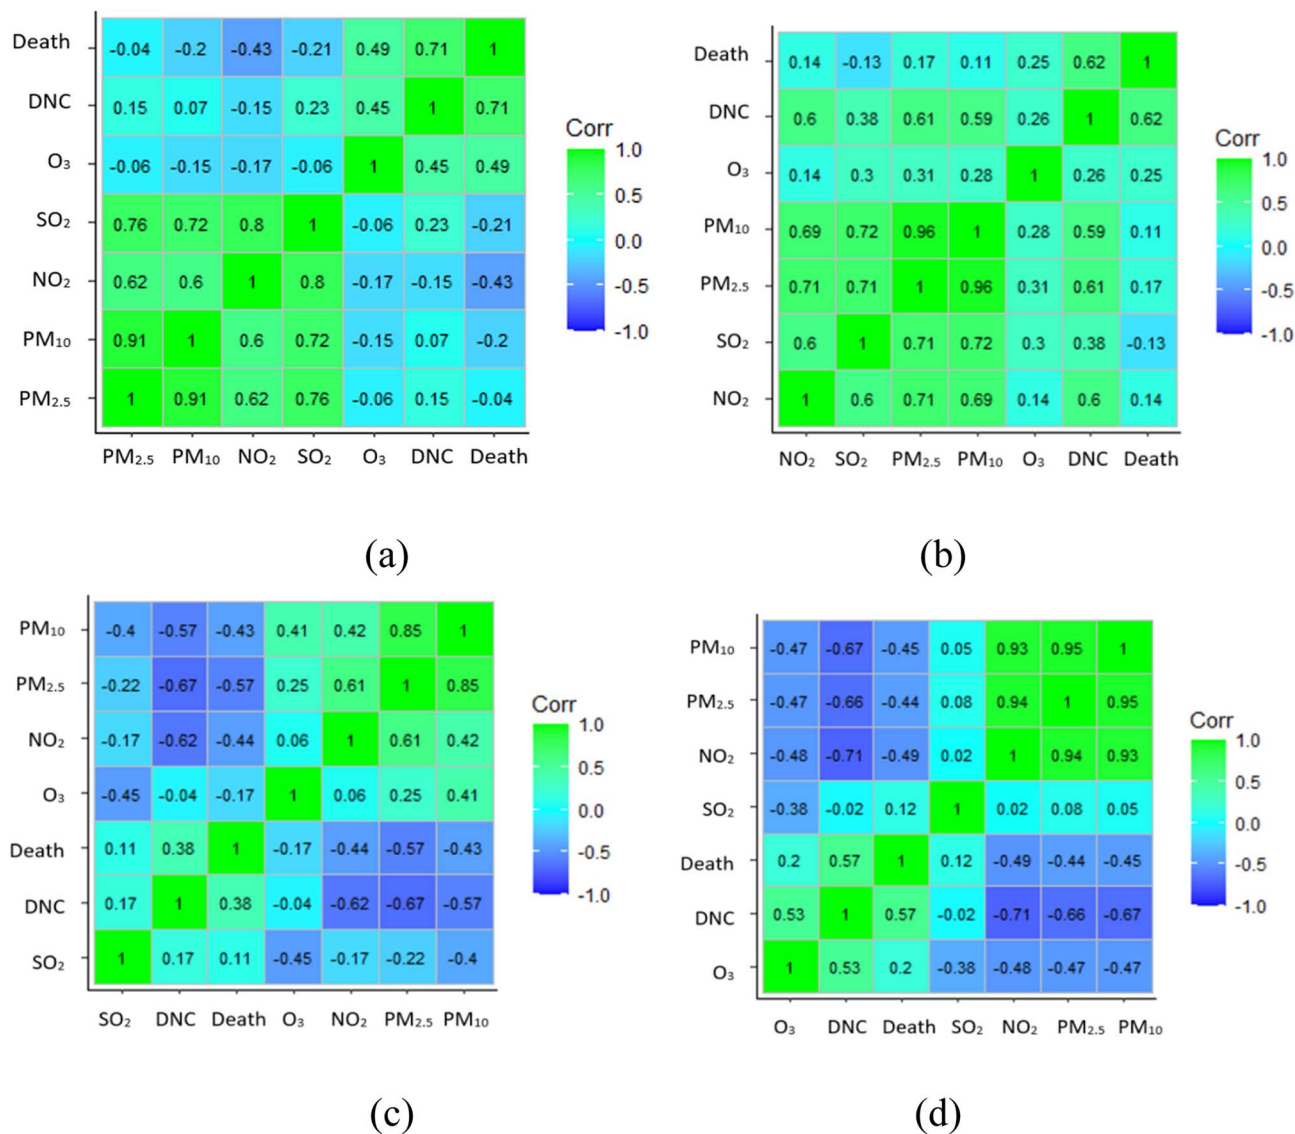 Death -0.04 -0.2 -0.43 -0.21 0.49 0.71 1
DNC 0.15 0.07 -0.15 0.23 0.45 1 0.71
O₃ -0.06 -0.15 -0.17 -0.06 1 0.45 0.49
SO₂ 0.76 0.72 0.8 1 -0.06 0.23 -0.21
NO₂ 0.62 0.6 1 0.8 -0.17 -0.15 -0.43
PM₁₀ 0.91 1 0.6 0.72 -0.15 0.07 -0.2
PM₂.₅ 1 0.91 0.62 0.76 -0.06 0.15 -0.04
PM₂.₅ PM₁₀ NO₂ SO₂ O₃ DNC Death
Corr
1.0
0.5
0.0
-0.5
-1.0
(a)
Death 0.14 -0.13 0.17 0.11 0.25 0.62 1
DNC 0.6 0.38 0.61 0.59 0.26 1 0.62
O₃ 0.14 0.3 0.31 0.28 1 0.26 0.25
PM₁₀ 0.69 0.72 0.96 1 0.28 0.59 0.11
PM₂.₅ 0.71 0.71 1 0.96 0.31 0.61 0.17
SO₂ 0.6 1 0.71 0.72 0.3 0.38 -0.13
NO₂ 1 0.6 0.71 0.69 0.14 0.6 0.14
NO₂ SO₂ PM₂.₅ PM₁₀ O₃ DNC Death
Corr
1.0
0.5
0.0
-0.5
-1.0
(b)
PM₁₀ -0.4 -0.57 -0.43 0.41 0.42 0.85 1
PM₂.₅ -0.22 -0.67 -0.57 0.25 0.61 1 0.85
NO₂ -0.17 -0.62 -0.44 0.06 1 0.61 0.42
O₃ -0.45 -0.04 -0.17 1 0.06 0.25 0.41
Death 0.11 0.38 1 -0.17 -0.44 -0.57 -0.43
DNC 0.17 1 0.38 -0.04 -0.62 -0.67 -0.57
SO₂ 1 0.17 0.11 -0.45 -0.17 -0.22 -0.4
SO₂ DNC Death O₃ NO₂ PM₂.₅ PM₁₀
Corr
1.0
0.5
0.0
-0.5
-1.0
(c)
PM₁₀ -0.47 -0.67 -0.45 0.05 0.93 0.95 1
PM₂.₅ -0.47 -0.66 -0.44 0.08 0.94 1 0.95
NO₂ -0.48 -0.71 -0.49 0.02 1 0.94 0.93
SO₂ -0.38 -0.02 0.12 1 0.02 0.08 0.05
Death 0.2 0.57 1 0.12 -0.49 -0.44 -0.45
DNC 0.53 1 0.57 -0.02 -0.71 -0.66 -0.67
O₃ 1 0.53 0.2 -0.38 -0.48 -0.47 -0.47
O₃ DNC Death SO₂ NO₂ PM₂.₅ PM₁₀
Corr
1.0
0.5
0.0
-0.5
-1.0
(d)